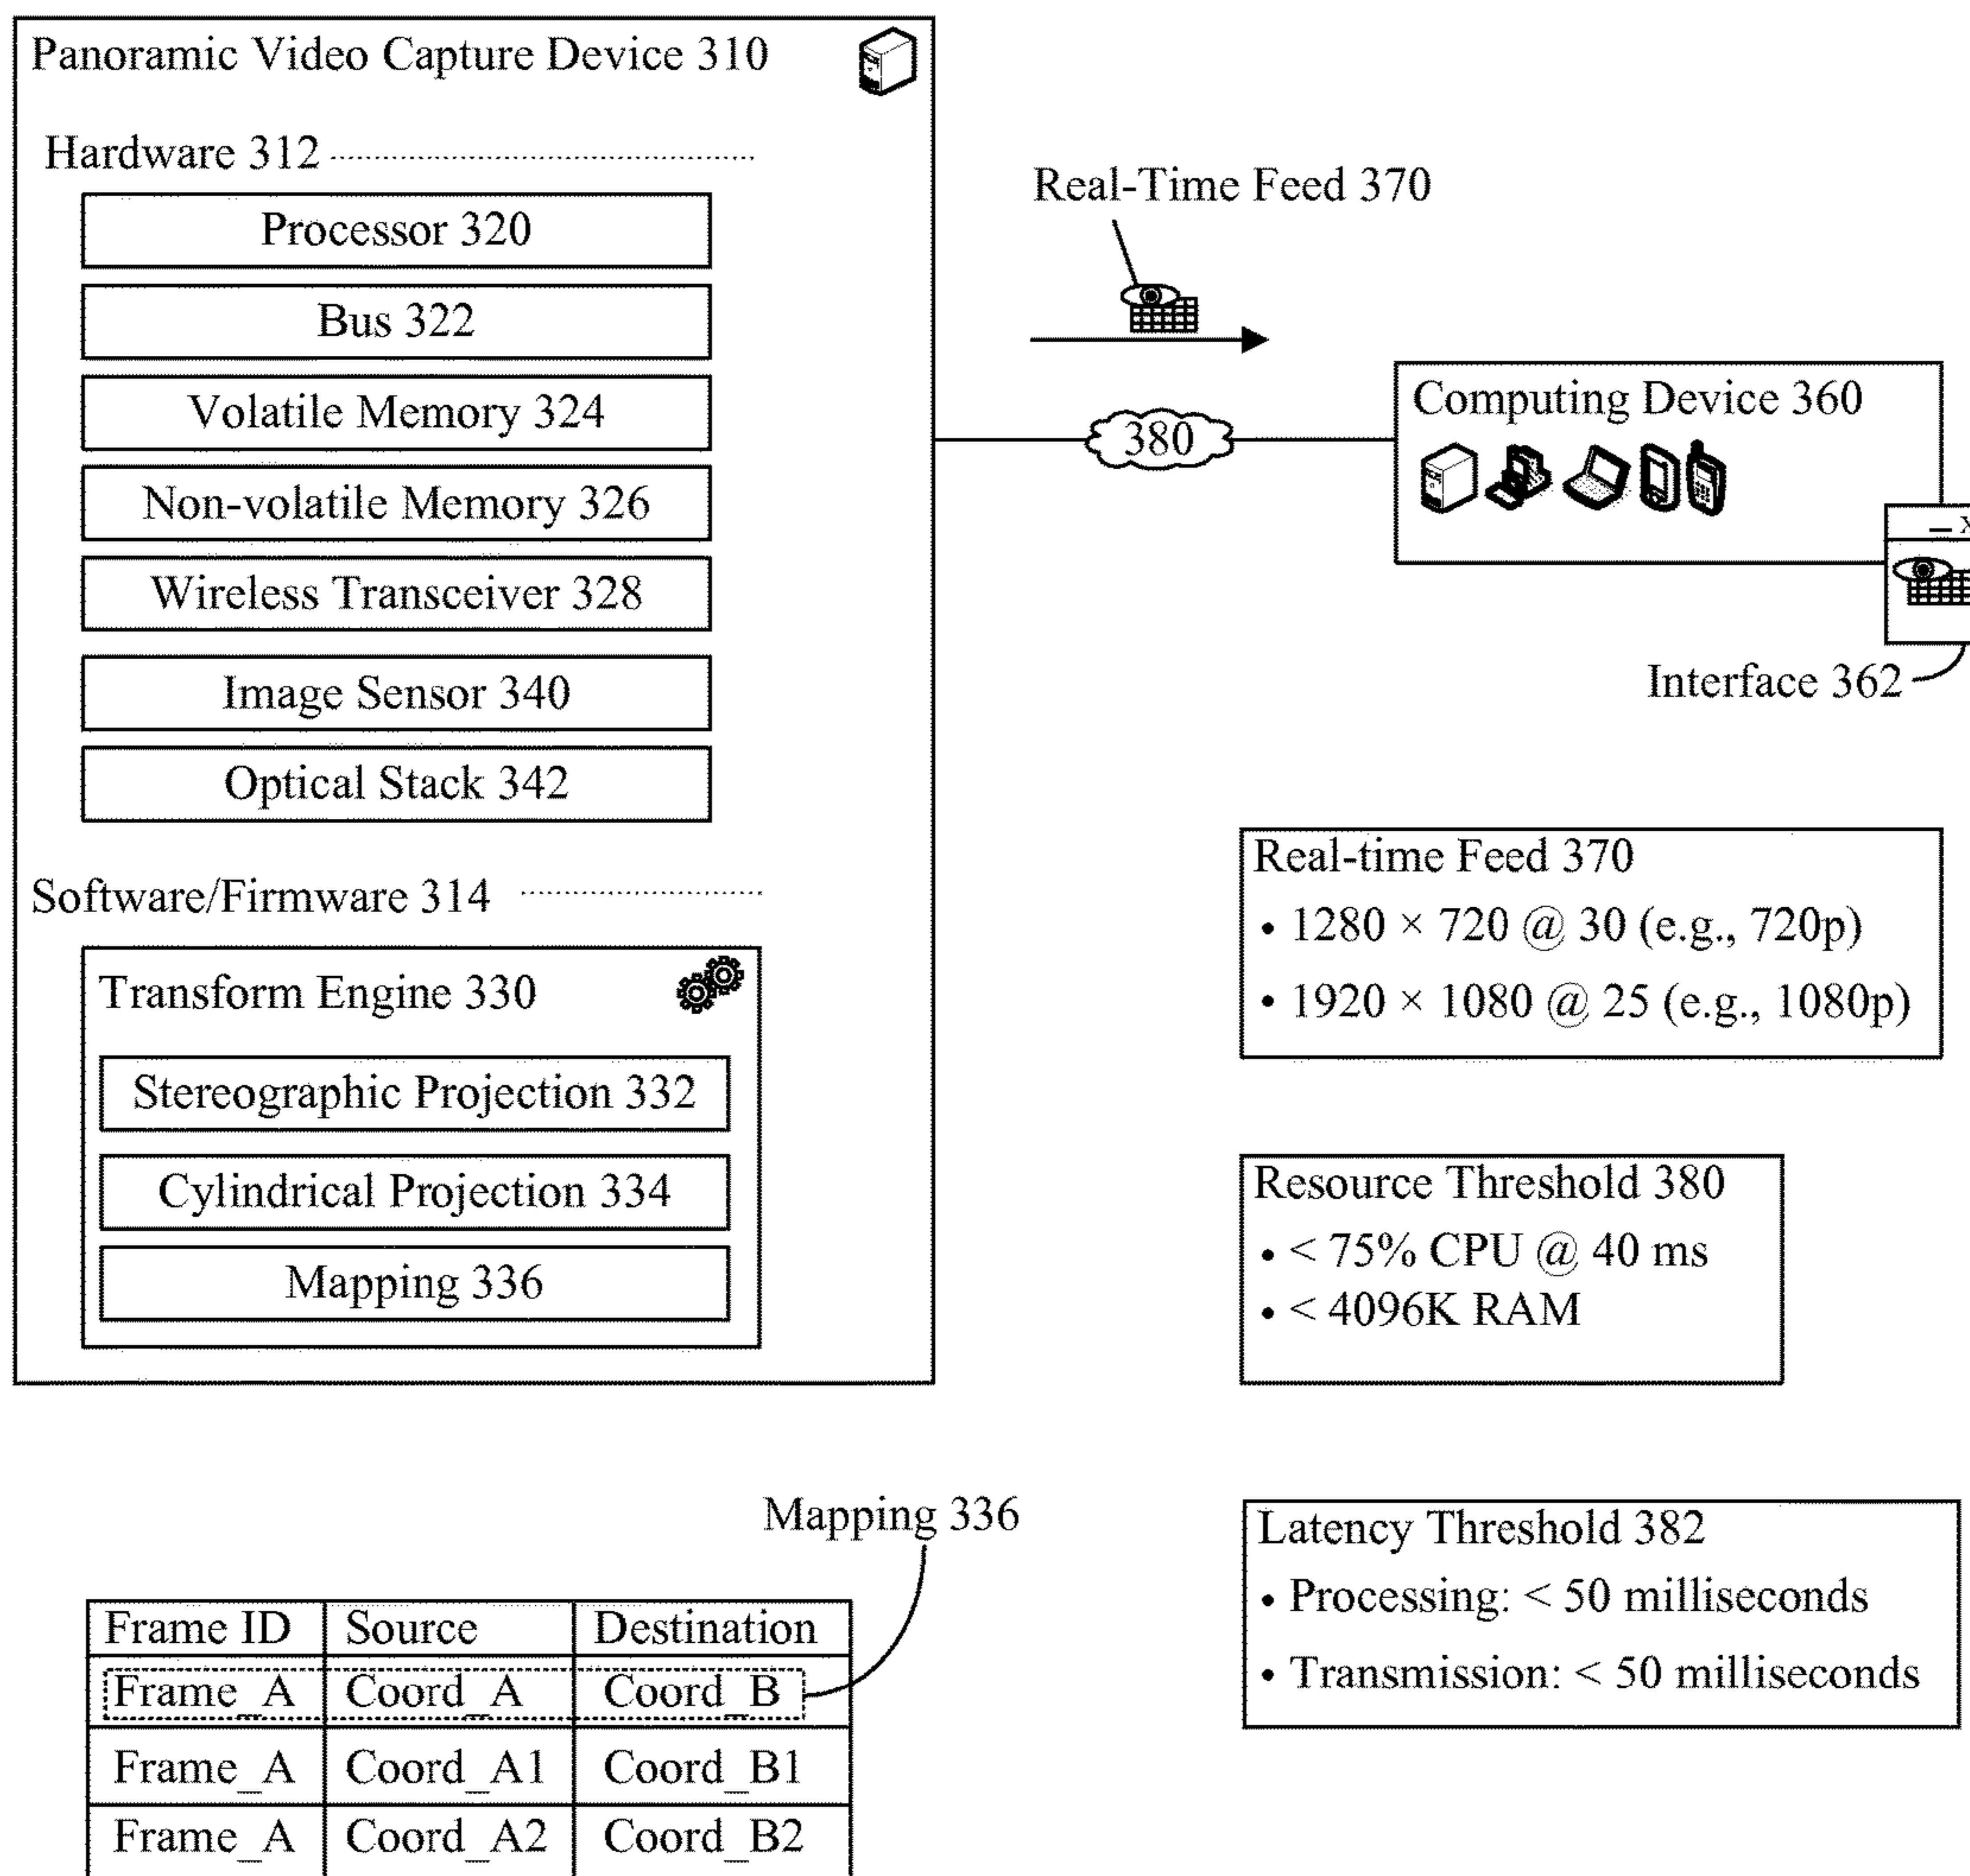 Panoramic Video Capture Device 310
Hardware 312
Processor 320
Bus 322
Volatile Memory 324
Non-volatile Memory 326
Wireless Transceiver 328
Image Sensor 340
Optical Stack 342
Software/Firmware 314
Transform Engine 330
Stereographic Projection 332
Cylindrical Projection 334
Mapping 336
Real-Time Feed 370
380
Computing Device 360
_ x
Interface 362
Real-time Feed 370
• 1280 × 720 @ 30 (e.g., 720p)
• 1920 × 1080 @ 25 (e.g., 1080p)
Resource Threshold 380
• < 75% CPU @ 40 ms
• < 4096K RAM
Latency Threshold 382
• Processing: < 50 milliseconds
• Transmission: < 50 milliseconds
Mapping 336
Frame ID Source Destination
Frame_A Coord_A Coord_B
Frame_A Coord_A1 Coord_B1
Frame_A Coord_A2 Coord_B2